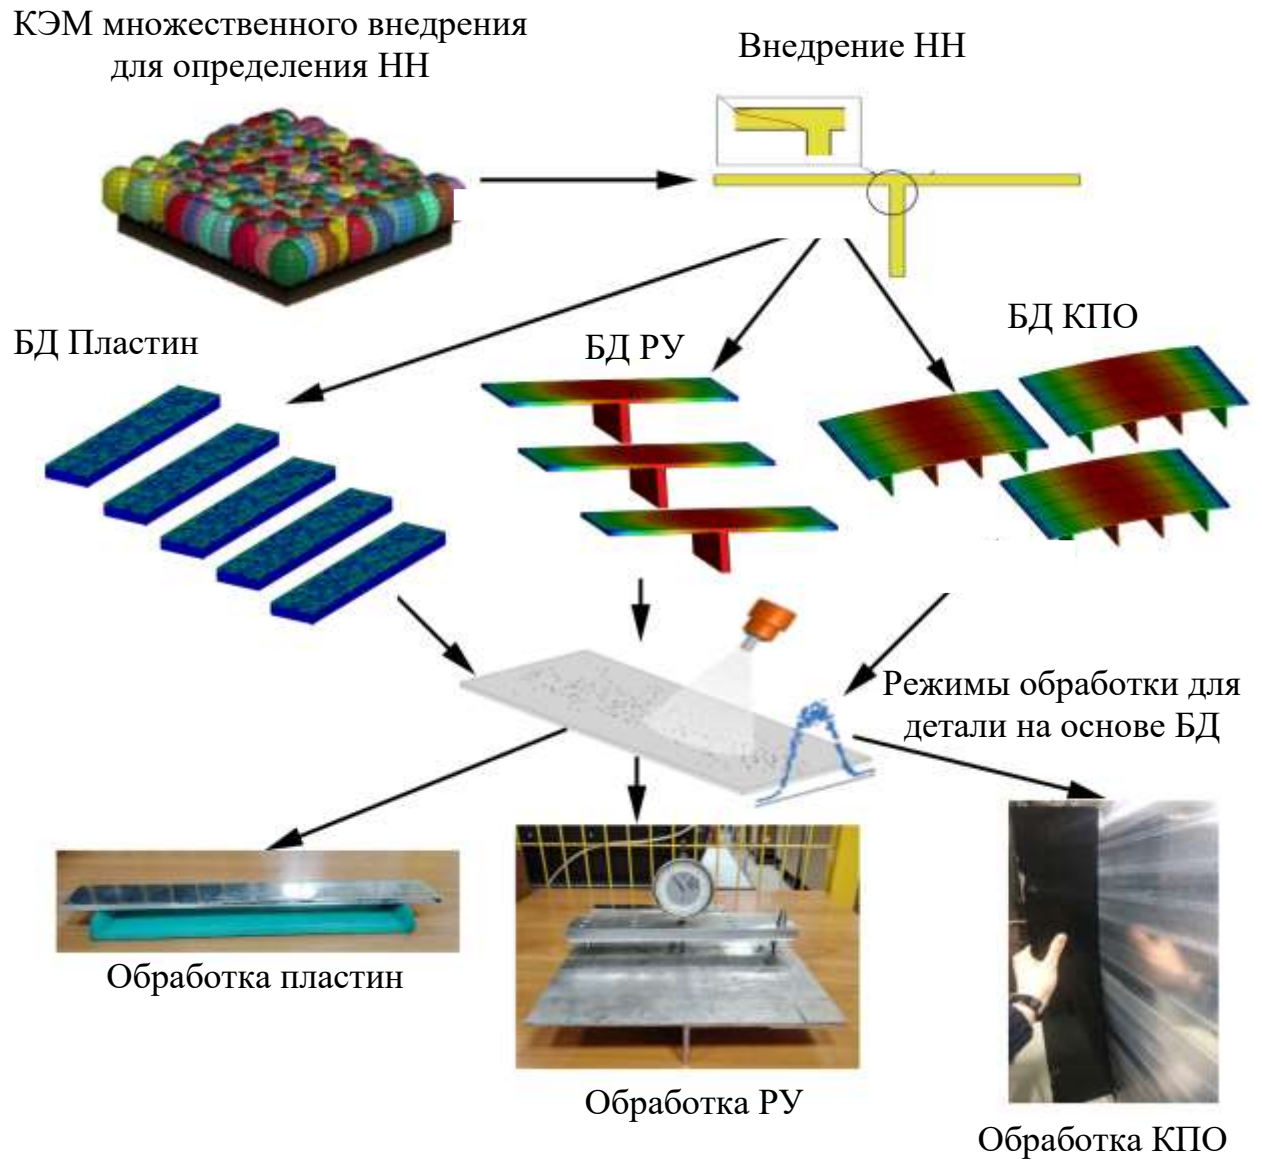 КЭМ множественного внедрения
для определения НН
Внедрение НН
БД Пластин
БД РУ
БД КПО
Режимы обработки для
детали на основе БД
Обработка пластин
Обработка РУ
Обработка КПО